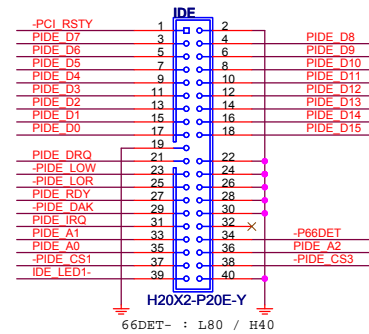 IDE
-PCI_RSTY 1 2
PIDE_D7 3 4 PIDE_D8
PIDE_D6 5 6 PIDE_D9
PIDE_D5 7 8 PIDE_D10
PIDE_D4 9 10 PIDE_D11
PIDE_D3 11 12 PIDE_D12
PIDE_D2 13 14 PIDE_D13
PIDE_D1 15 16 PIDE_D14
PIDE_D0 17 18 PIDE_D15
19
PIDE_DRQ 21 22
-PIDE_LOW 23 24
-PIDE_LOR 25 26
PIDE_RDY 27 28
-PIDE_DAK 29 30
PIDE_IRQ 31 32
PIDE_A1 33 34 -P66DET
PIDE_A0 35 36 PIDE_A2
-PIDE_CS1 37 38 -PIDE_CS3
IDE_LED1- 39 40
H20X2-P20E-Y
66DET- : L80 / H40